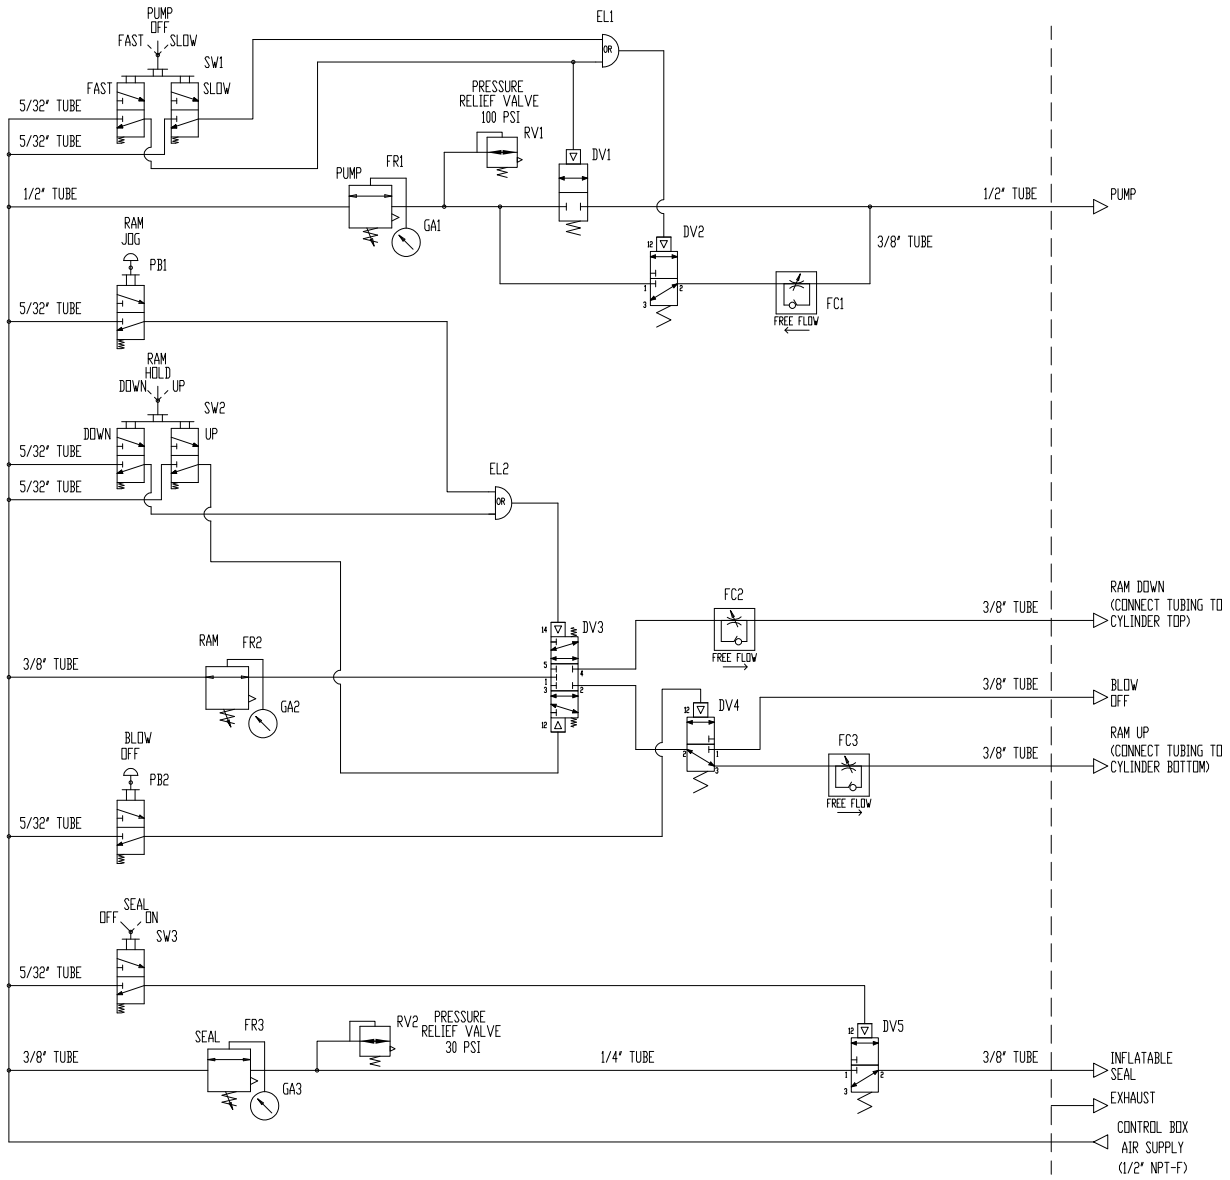 PUMP
OFF
FAST SLOW
SW1
FAST
SLOW
5/32" TUBE
5/32" TUBE
EL1
OR
PRESSURE
RELIEF VALVE
100 PSI
RV1
DV1
PUMP
FR1
GA1
1/2" TUBE
1/2" TUBE
PUMP
3/8" TUBE
DV2
12
1
2
3
FC1
FREE FLOW
RAM
JOG
PB1
5/32" TUBE
RAM
HOLD
DOWN UP
SW2
DOWN
UP
5/32" TUBE
5/32" TUBE
EL2
OR
FC2
FREE FLOW
3/8" TUBE
RAM DOWN
(CONNECT TUBING TO
CYLINDER TOP)
DV3
14
5
4
1
3
2
12
RAM
FR2
GA2
3/8" TUBE
DV4
12
2
1
3
3/8" TUBE
BLOW
OFF
FC3
FREE FLOW
3/8" TUBE
RAM UP
(CONNECT TUBING TO
CYLINDER BOTTOM)
BLOW
OFF
PB2
5/32" TUBE
SEAL
OFF ON
SW3
5/32" TUBE
SEAL
FR3
GA3
RV2
PRESSURE
RELIEF VALVE
30 PSI
3/8" TUBE
1/4" TUBE
DV5
12
1
2
3
3/8" TUBE
INFLATABLE
SEAL
EXHAUST
CONTROL BOX
AIR SUPPLY
(1/2" NPT-F)